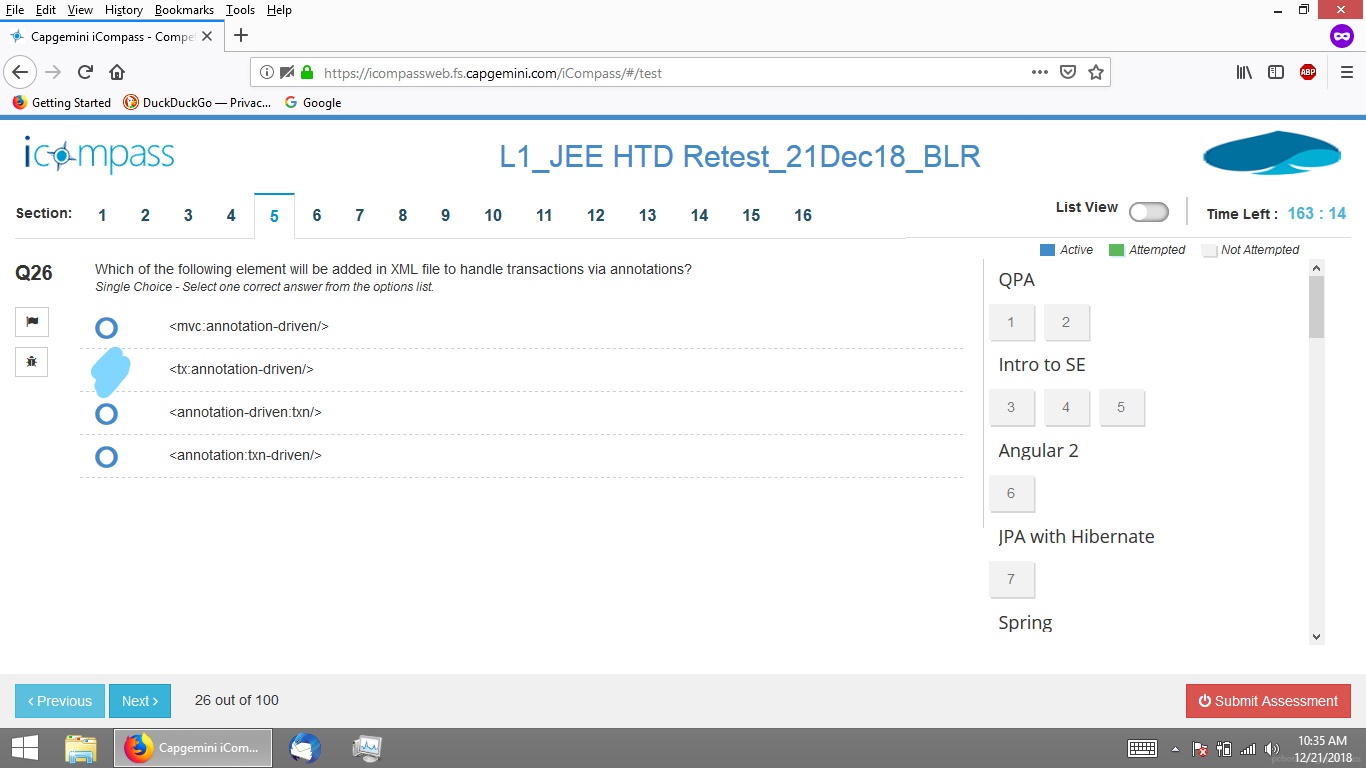 File Edit View History Bookmarks Tools Help
Capgemini iCompass - Compe
https://icompassweb.fs.capgemini.com/iCompass/#/test
ABP
Getting Started DuckDuckGo — Privac... Google
icompass
L1_JEE HTD Retest_21Dec18_BLR
Section: 1 2 3 4 5 6 7 8 9 10 11 12 13 14 15 16
List View
Time Left : 163 : 14
Active Attempted Not Attempted
Q26
Which of the following element will be added in XML file to handle transactions via annotations?
Single Choice - Select one correct answer from the options list.
<mvc:annotation-driven/>
<tx:annotation-driven/>
<annotation-driven:txn/>
<annotation:txn-driven/>
QPA
1 2
Intro to SE
3 4 5
Angular 2
6
JPA with Hibernate
7
Spring
Previous Next 26 out of 100
Submit Assessment
Capgemini iCom...
10:35 AM
12/21/2018